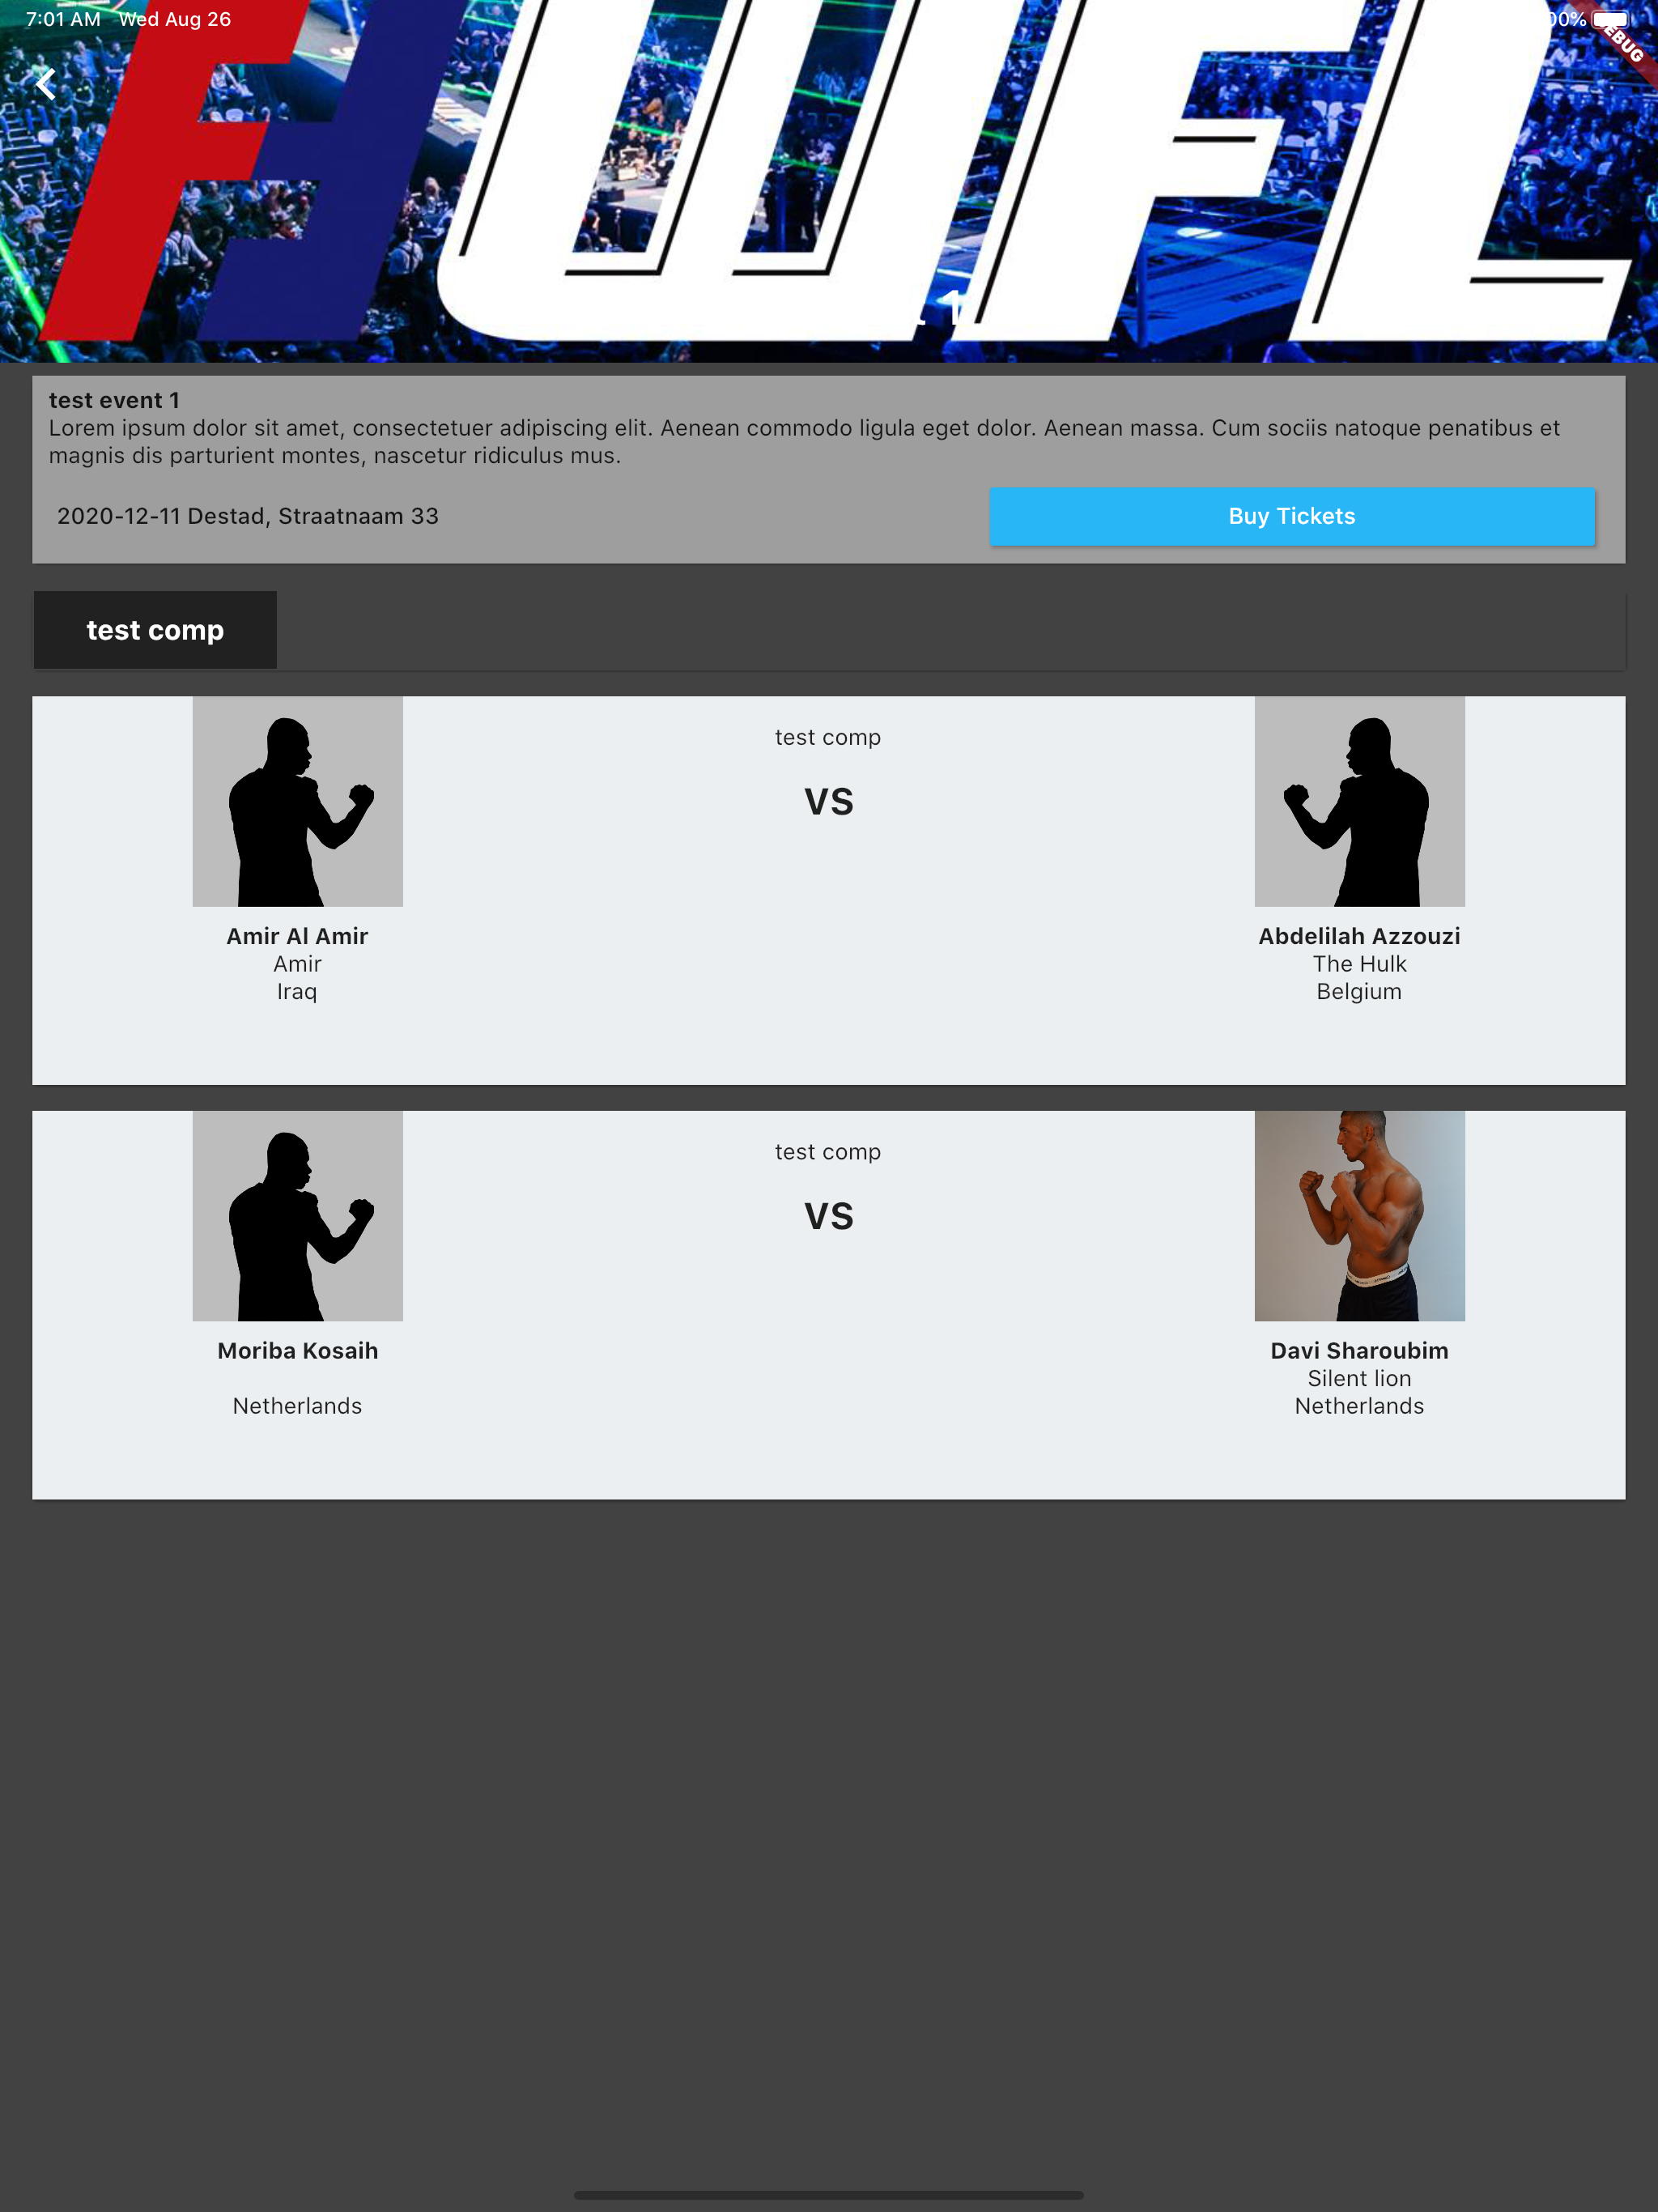 7:01 AM Wed Aug 26
WFL
1
test event 1
Lorem ipsum dolor sit amet, consectetuer adipiscing elit. Aenean commodo ligula eget dolor. Aenean massa. Cum sociis natoque penatibus et
magnis dis parturient montes, nascetur ridiculus mus.
2020-12-11 Destad, Straatnaam 33
Buy Tickets
test comp
test comp
VS
Amir Al Amir
Amir
Iraq
Abdelilah Azzouzi
The Hulk
Belgium
test comp
VS
Moriba Kosaih
Netherlands
Davi Sharoubim
Silent lion
Netherlands